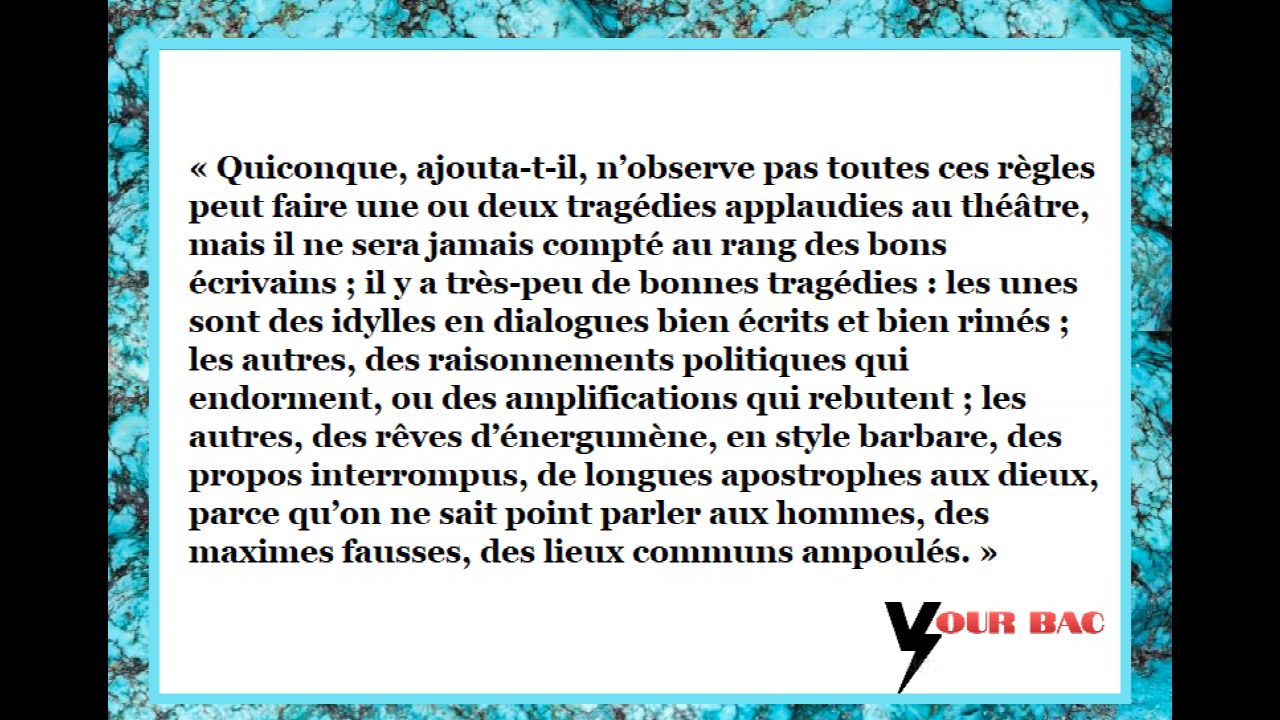 « Quiconque, ajouta-t-il, n’observe pas toutes ces règles
peut faire une ou deux tragédies applaudies au théâtre,
mais il ne sera jamais compté au rang des bons
écrivains ; il y a très-peu de bonnes tragédies : les unes
sont des idylles en dialogues bien écrits et bien rimés ;
les autres, des raisonnements politiques qui
endorment, ou des amplifications qui rebutent ; les
autres, des rêves d’énergumène, en style barbare, des
propos interrompus, de longues apostrophes aux dieux,
parce qu’on ne sait point parler aux hommes, des
maximes fausses, des lieux communs ampoulés. »
YOUR BAC